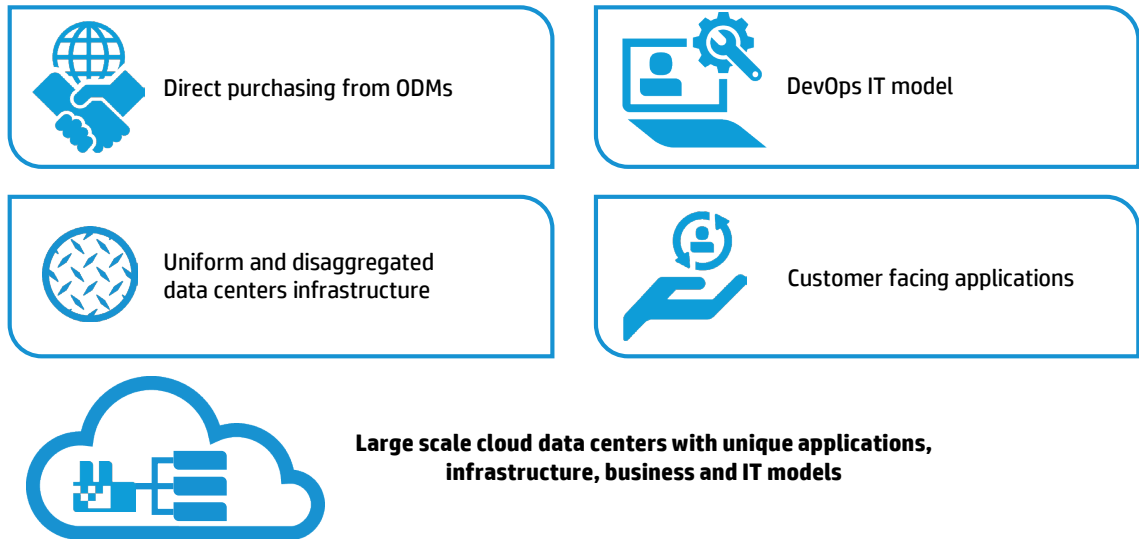 Direct purchasing from ODMs
DevOps IT model
Uniform and disaggregated
data centers infrastructure
Customer facing applications
Large scale cloud data centers with unique applications,
infrastructure, business and IT models